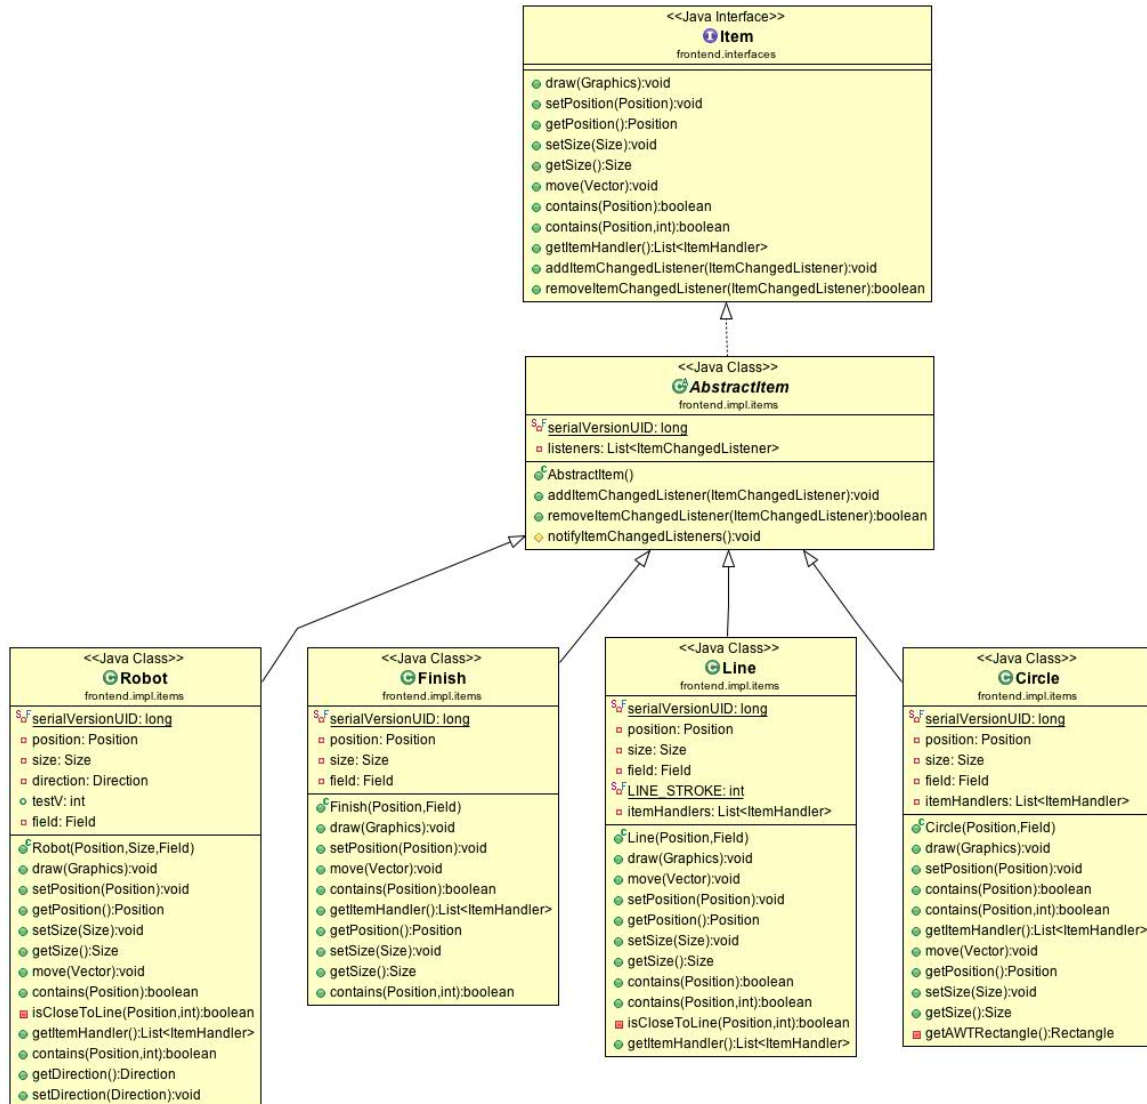 <<Java Interface>>
Item
frontend.interfaces
draw(Graphics):void
setPosition(Position):void
getPosition():Position
setSize(Size):void
getSize():Size
move(Vector):void
contains(Position):boolean
contains(Position,int):boolean
getItemHandler():List<ItemHandler>
addItemChangedListener(ItemChangedListener):void
removeItemChangedListener(ItemChangedListener):boolean
<<Java Class>>
AbstractItem
frontend.impl.items
serialVersionUID: long
listeners: List<ItemChangedListener>
AbstractItem()
addItemChangedListener(ItemChangedListener):void
removeItemChangedListener(ItemChangedListener):boolean
notifyItemChangedListeners():void
<<Java Class>>
Robot
frontend.impl.items
serialVersionUID: long
position: Position
size: Size
direction: Direction
testV: int
field: Field
Robot(Position,Size,Field)
draw(Graphics):void
setPosition(Position):void
getPosition():Position
setSize(Size):void
getSize():Size
move(Vector):void
contains(Position):boolean
isCloseToLine(Position,int):boolean
getItemHandler():List<ItemHandler>
contains(Position,int):boolean
getDirection():Direction
setDirection(Direction):void
<<Java Class>>
Finish
frontend.impl.items
serialVersionUID: long
position: Position
size: Size
field: Field
Finish(Position,Field)
draw(Graphics):void
setPosition(Position):void
move(Vector):void
contains(Position):boolean
getItemHandler():List<ItemHandler>
getPosition():Position
setSize(Size):void
getSize():Size
contains(Position,int):boolean
<<Java Class>>
Line
frontend.impl.items
serialVersionUID: long
position: Position
size: Size
field: Field
LINE_STROKE: int
itemHandlers: List<ItemHandler>
Line(Position,Field)
draw(Graphics):void
move(Vector):void
setPosition(Position):void
getPosition():Position
setSize(Size):void
getSize():Size
contains(Position):boolean
contains(Position,int):boolean
isCloseToLine(Position,int):boolean
getItemHandler():List<ItemHandler>
<<Java Class>>
Circle
frontend.impl.items
serialVersionUID: long
position: Position
size: Size
field: Field
itemHandlers: List<ItemHandler>
Circle(Position,Field)
draw(Graphics):void
setPosition(Position):void
contains(Position):boolean
contains(Position,int):boolean
getItemHandler():List<ItemHandler>
move(Vector):void
getPosition():Position
setSize(Size):void
getSize():Size
getAWTRectangle():Rectangle